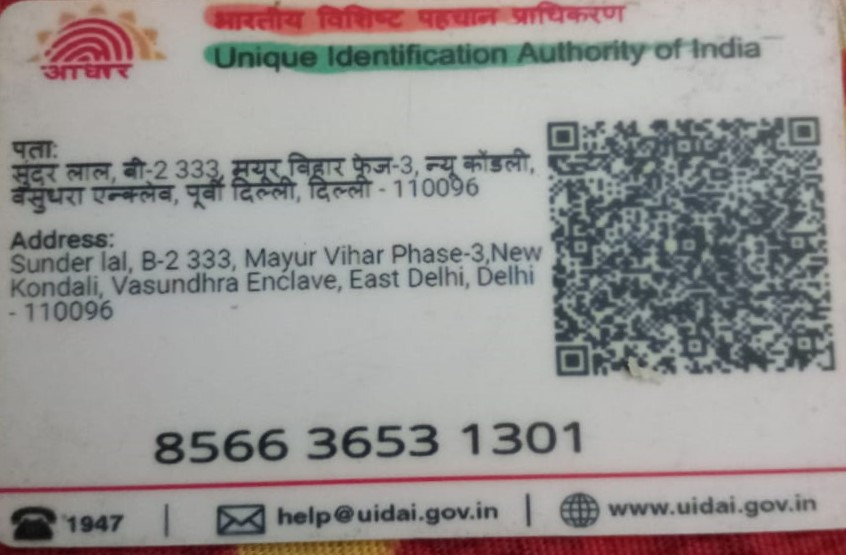 भारतीय विशिष्ट पहचान प्राधिकरण
Unique Identification Authority of India
आधार
पता:
सुंदर लाल, बी-2 333, मयूर विहार फेज-3, न्यू कोंडली,
वसुंधरा एन्क्लेव, पूर्वी दिल्ली, दिल्ली - 110096
Address:
Sunder lal, B-2 333, Mayur Vihar Phase-3,New
Kondali, Vasundhra Enclave, East Delhi, Delhi
- 110096
8566 3653 1301
1947 | help@uidai.gov.in | www.uidai.gov.in